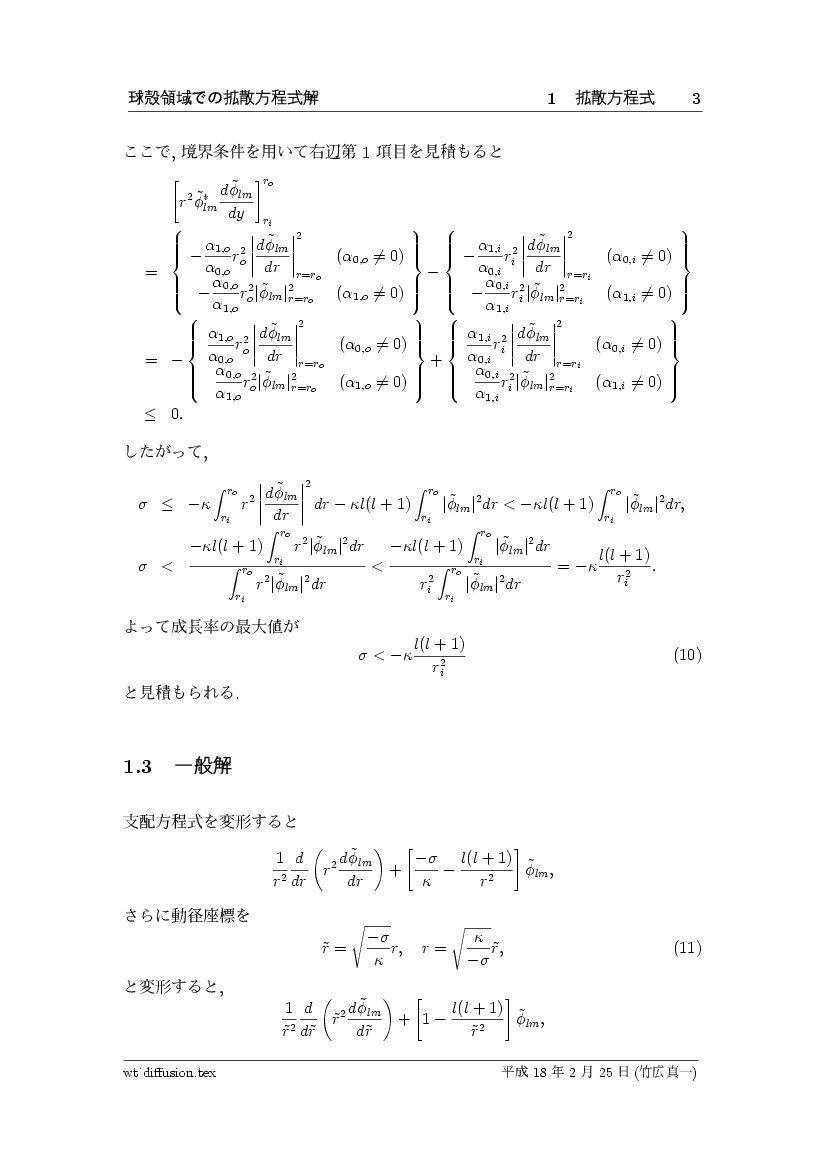 球殻領域での拡散方程式解 1 拡散方程式 3
ここで, 境界条件を用いて右辺第 1 項目を見積もると
\left[ r^2 \tilde{\phi}^*_{lm} \frac{d\tilde{\phi}_{lm}}{dy} \right]_{r_i}^{r_o}
= \left\{ \begin{array}{cc} -\frac{\alpha_{1,o}}{\alpha_{0,o}} r_o^2 \left| \frac{d\tilde{\phi}_{lm}}{dr} \right|^2_{r=r_o} & (\alpha_{0,o} \neq 0) \\ -\frac{\alpha_{0,o}}{\alpha_{1,o}} r_o^2 |\tilde{\phi}_{lm}|^2_{r=r_o} & (\alpha_{1,o} \neq 0) \end{array} \right\} - \left\{ \begin{array}{cc} -\frac{\alpha_{1,i}}{\alpha_{0,i}} r_i^2 \left| \frac{d\tilde{\phi}_{lm}}{dr} \right|^2_{r=r_i} & (\alpha_{0,i} \neq 0) \\ -\frac{\alpha_{0,i}}{\alpha_{1,i}} r_i^2 |\tilde{\phi}_{lm}|^2_{r=r_i} & (\alpha_{1,i} \neq 0) \end{array} \right\}
= - \left\{ \begin{array}{cc} \frac{\alpha_{1,o}}{\alpha_{0,o}} r_o^2 \left| \frac{d\tilde{\phi}_{lm}}{dr} \right|^2_{r=r_o} & (\alpha_{0,o} \neq 0) \\ \frac{\alpha_{0,o}}{\alpha_{1,o}} r_o^2 |\tilde{\phi}_{lm}|^2_{r=r_o} & (\alpha_{1,o} \neq 0) \end{array} \right\} + \left\{ \begin{array}{cc} \frac{\alpha_{1,i}}{\alpha_{0,i}} r_i^2 \left| \frac{d\tilde{\phi}_{lm}}{dr} \right|^2_{r=r_i} & (\alpha_{0,i} \neq 0) \\ \frac{\alpha_{0,i}}{\alpha_{1,i}} r_i^2 |\tilde{\phi}_{lm}|^2_{r=r_i} & (\alpha_{1,i} \neq 0) \end{array} \right\}
≤ 0.
したがって,
\sigma \leq -\kappa \int_{r_i}^{r_o} r^2 \left| \frac{d\tilde{\phi}_{lm}}{dr} \right|^2 dr - \kappa l(l+1) \int_{r_i}^{r_o} |\tilde{\phi}_{lm}|^2 dr < -\kappa l(l+1) \int_{r_i}^{r_o} |\tilde{\phi}_{lm}|^2 dr,
\sigma < \frac{-\kappa l(l+1) \int_{r_i}^{r_o} r^2 |\tilde{\phi}_{lm}|^2 dr}{\int_{r_i}^{r_o} r^2 |\tilde{\phi}_{lm}|^2 dr} < \frac{-\kappa l(l+1) \int_{r_i}^{r_o} |\tilde{\phi}_{lm}|^2 dr}{r_i^2 \int_{r_i}^{r_o} |\tilde{\phi}_{lm}|^2 dr} = -\kappa \frac{l(l+1)}{r_i^2}.
よって成長率の最大値が
\sigma < -\kappa \frac{l(l+1)}{r_i^2} (10)
と見積もられる.
1.3 一般解
支配方程式を変形すると
\frac{1}{r^2} \frac{d}{dr} \left( r^2 \frac{d\tilde{\phi}_{lm}}{dr} \right) + \left[ \frac{-\sigma}{\kappa} - \frac{l(l+1)}{r^2} \right] \tilde{\phi}_{lm},
さらに動径座標を
\tilde{r} = \sqrt{\frac{-\sigma}{\kappa}} r, \quad r = \sqrt{\frac{\kappa}{-\sigma}} \tilde{r}, (11)
と変形すると,
\frac{1}{\tilde{r}^2} \frac{d}{d\tilde{r}} \left( \tilde{r}^2 \frac{d\tilde{\phi}_{lm}}{d\tilde{r}} \right) + \left[ 1 - \frac{l(l+1)}{\tilde{r}^2} \right] \tilde{\phi}_{lm},
wt˙diffusion.tex 平成 18 年 2 月 25 日 (竹広真一)